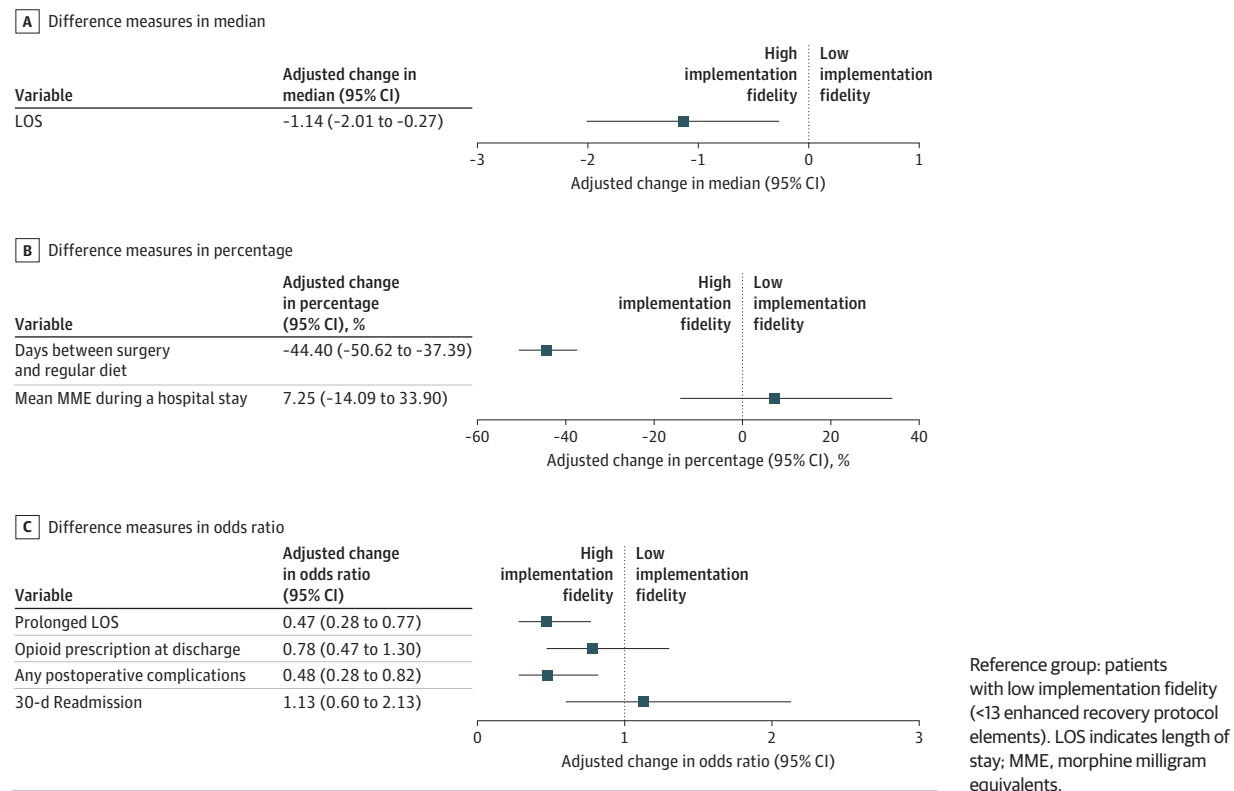 A Difference measures in median
Variable
Adjusted change in
median (95% CI)
High
implementation
fidelity
Low
implementation
fidelity
LOS -1.14 (-2.01 to -0.27)
-3 -2 -1 0 1
Adjusted change in median (95% CI)
B Difference measures in percentage
Variable
Adjusted change
in percentage
(95% CI), %
High
implementation
fidelity
Low
implementation
fidelity
Days between surgery
and regular diet
-44.40 (-50.62 to -37.39)
Mean MME during a hospital stay 7.25 (-14.09 to 33.90)
-60 -40 -20 0 20 40
Adjusted change in percentage (95% CI), %
C Difference measures in odds ratio
Variable
Adjusted change
in odds ratio
(95% CI)
High
implementation
fidelity
Low
implementation
fidelity
Prolonged LOS 0.47 (0.28 to 0.77)
Opioid prescription at discharge 0.78 (0.47 to 1.30)
Any postoperative complications 0.48 (0.28 to 0.82)
30-d Readmission 1.13 (0.60 to 2.13)
0 1 2 3
Adjusted change in odds ratio (95% CI)
Reference group: patients
with low implementation fidelity
(<13 enhanced recovery protocol
elements). LOS indicates length of
stay; MME, morphine milligram
equivalents.